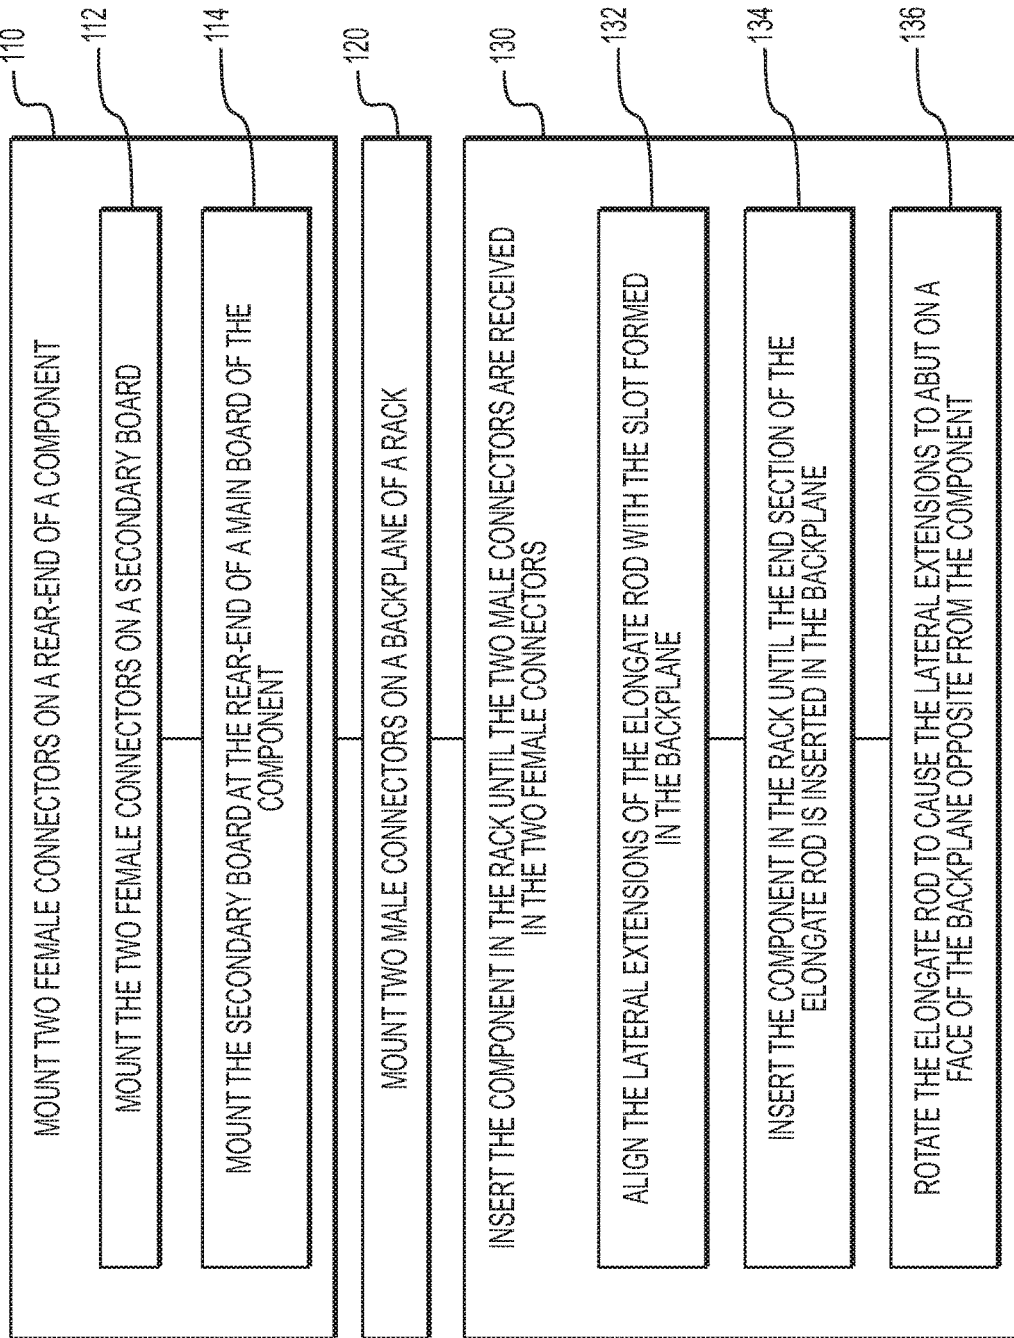 110
MOUNT TWO FEMALE CONNECTORS ON A REAR-END OF A COMPONENT
112
MOUNT THE TWO FEMALE CONNECTORS ON A SECONDARY BOARD
114
MOUNT THE SECONDARY BOARD AT THE REAR-END OF A MAIN BOARD OF THE
COMPONENT
120
MOUNT TWO MALE CONNECTORS ON A BACKPLANE OF A RACK
130
INSERT THE COMPONENT IN THE RACK UNTIL THE TWO MALE CONNECTORS ARE RECEIVED
IN THE TWO FEMALE CONNECTORS
132
ALIGN THE LATERAL EXTENSIONS OF THE ELONGATE ROD WITH THE SLOT FORMED
IN THE BACKPLANE
134
INSERT THE COMPONENT IN THE RACK UNTIL THE END SECTION OF THE
ELONGATE ROD IS INSERTED IN THE BACKPLANE
136
ROTATE THE ELONGATE ROD TO CAUSE THE LATERAL EXTENSIONS TO ABUT ON A
FACE OF THE BACKPLANE OPPOSITE FROM THE COMPONENT